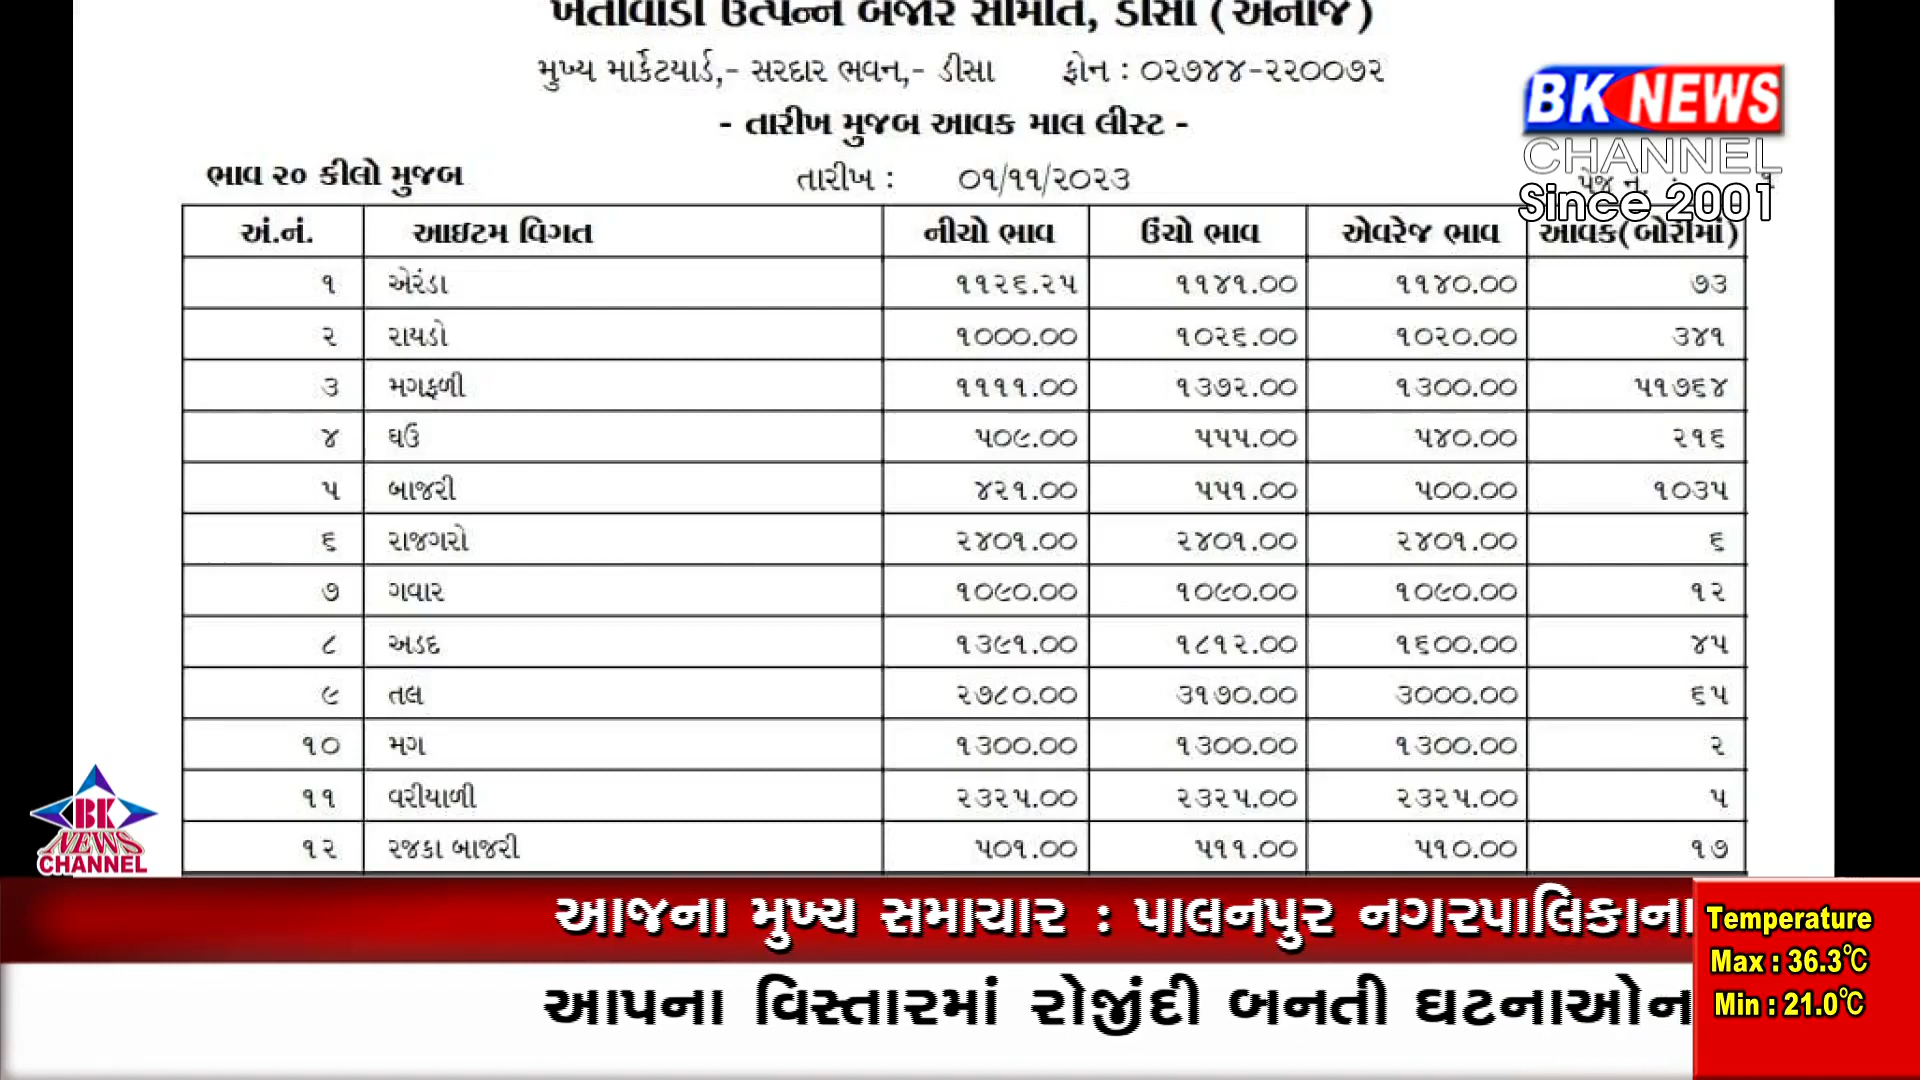 ખેતીવાડી ઉત્પન્ન બજાર સમિતિ, ડીસા (અનાજ)
મુખ્ય માર્કેટયાર્ડ,- સરદાર ભવન,- ડીસા ફોન : ૦૨૭૪૪-૨૨૦૦૭૨
- તારીખ મુજબ આવક માલ લીસ્ટ -
ભાવ ૨૦ કીલો મુજબ તારીખ : ૦૧/૧૧/૨૦૨૩ પેજ ન. : ૧
BK NEWS
CHANNEL
Since 2001
અં.નં. આઇટમ વિગત નીચો ભાવ ઉંચો ભાવ એવરેજ ભાવ આવક(બોરીમાં)
૧ એરંડા ૧૧૨૬.૨૫ ૧૧૪૧.૦૦ ૧૧૪૦.૦૦ ૭૩
૨ રાયડો ૧૦૦૦.૦૦ ૧૦૨૬.૦૦ ૧૦૨૦.૦૦ ૩૪૧
૩ મગફળી ૧૧૧૧.૦૦ ૧૩૭૨.૦૦ ૧૩૦૦.૦૦ ૫૧૭૬૪
૪ ઘઉં ૫૦૯.૦૦ ૫૫૫.૦૦ ૫૪૦.૦૦ ૨૧૬
૫ બાજરી ૪૨૧.૦૦ ૫૫૧.૦૦ ૫૦૦.૦૦ ૧૦૩૫
૬ રાજગરો ૨૪૦૧.૦૦ ૨૪૦૧.૦૦ ૨૪૦૧.૦૦ ૬
૭ ગવાર ૧૦૯૦.૦૦ ૧૦૯૦.૦૦ ૧૦૯૦.૦૦ ૧૨
૮ અડદ ૧૩૯૧.૦૦ ૧૮૧૨.૦૦ ૧૬૦૦.૦૦ ૪૫
૯ તલ ૨૭૮૦.૦૦ ૩૧૭૦.૦૦ ૩૦૦૦.૦૦ ૬૫
૧૦ મગ ૧૩૦૦.૦૦ ૧૩૦૦.૦૦ ૧૩૦૦.૦૦ ૨
૧૧ વરીયાળી ૨૩૨૫.૦૦ ૨૩૨૫.૦૦ ૨૩૨૫.૦૦ ૫
૧૨ રજકા બાજરી ૫૦૧.૦૦ ૫૧૧.૦૦ ૫૧૦.૦૦ ૧૭
BK
NEWS
CHANNEL
આજના મુખ્ય સમાચાર : પાલનપુર નગરપાલિકાના
આપના વિસ્તારમાં રોજીંદી બનતી ઘટનાઓન
Temperature
Max : 36.3℃
Min : 21.0℃